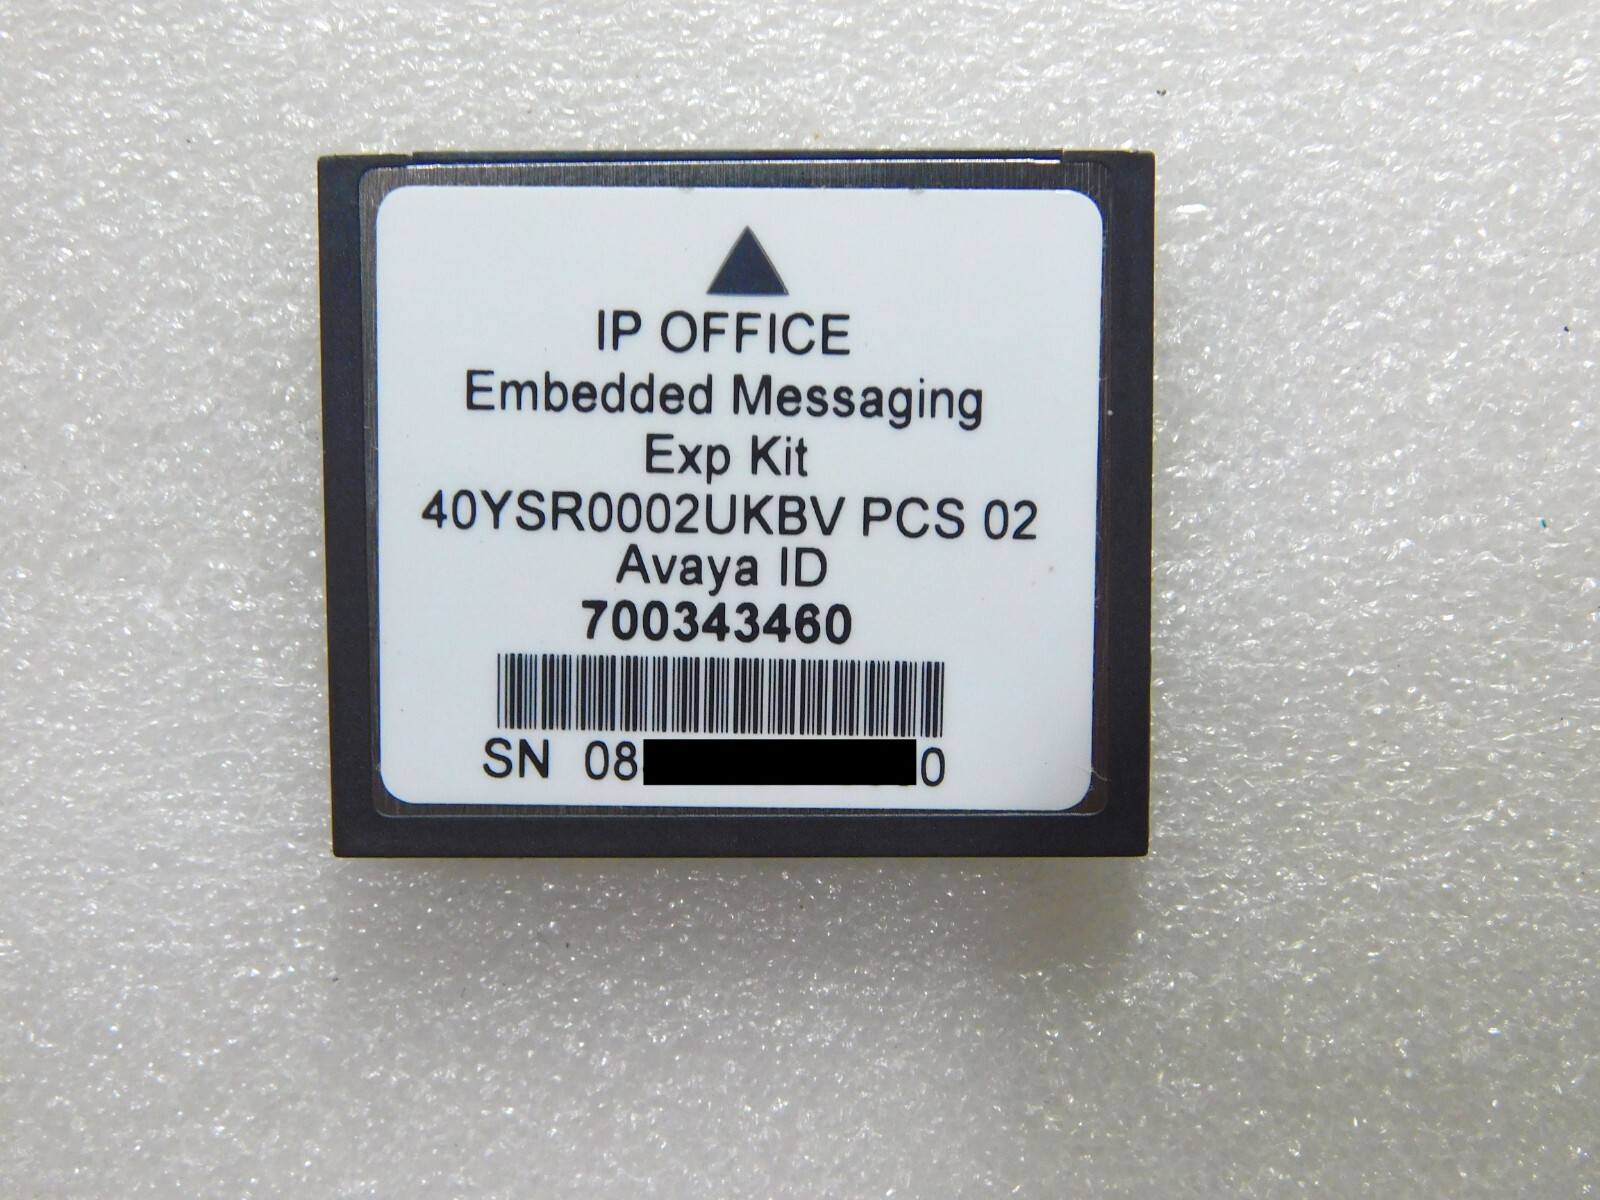 IP OFFICE
Embedded Messaging
Exp Kit
40YSR0002UKBV PCS 02
Avaya ID
700343460
SN 08 0